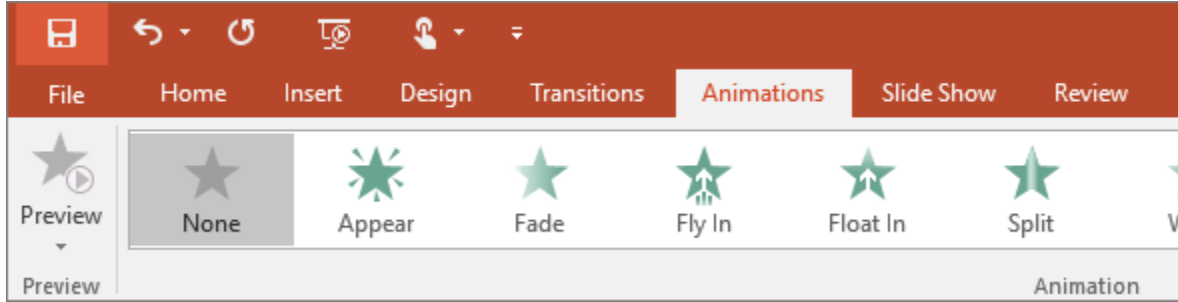 File Home Insert Design Transitions Animations Slide Show Review
Preview None Appear Fade Fly In Float In Split
Preview Animation